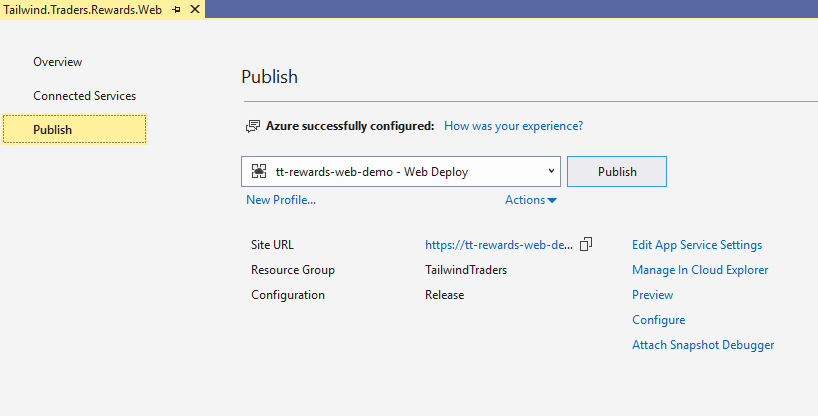 Tailwind.Traders.Rewards.Web
Overview
Connected Services
Publish
Publish
Azure successfully configured: How was your experience?
tt-rewards-web-demo - Web Deploy
Publish
New Profile...
Actions
Site URL https://tt-rewards-web-de... Edit App Service Settings
Resource Group TailwindTraders Manage In Cloud Explorer
Configuration Release Preview
Configure
Attach Snapshot Debugger